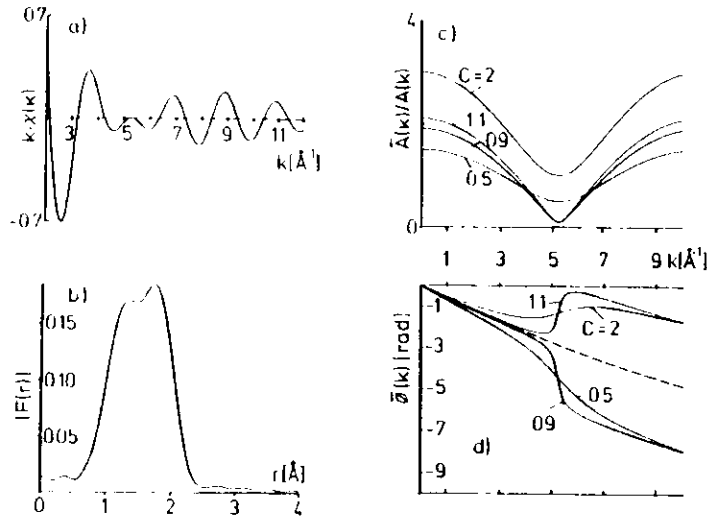 a)
0.7
-0.7
k·χ(k)
3 5 7 9 11
k[Å⁻¹]
b)
0.15
0.10
0.05
|F(r)|
0 1 2 3 4
r[Å]
c)
4
0
Ā(k)/A(k)
C=2
1.1
0.9
0.5
1 3 5 7 9 k[Å⁻¹]
d)
-1
-3
-5
-7
-9
ø̄(k)[rad]
1.1
C=2
0.5
0.9